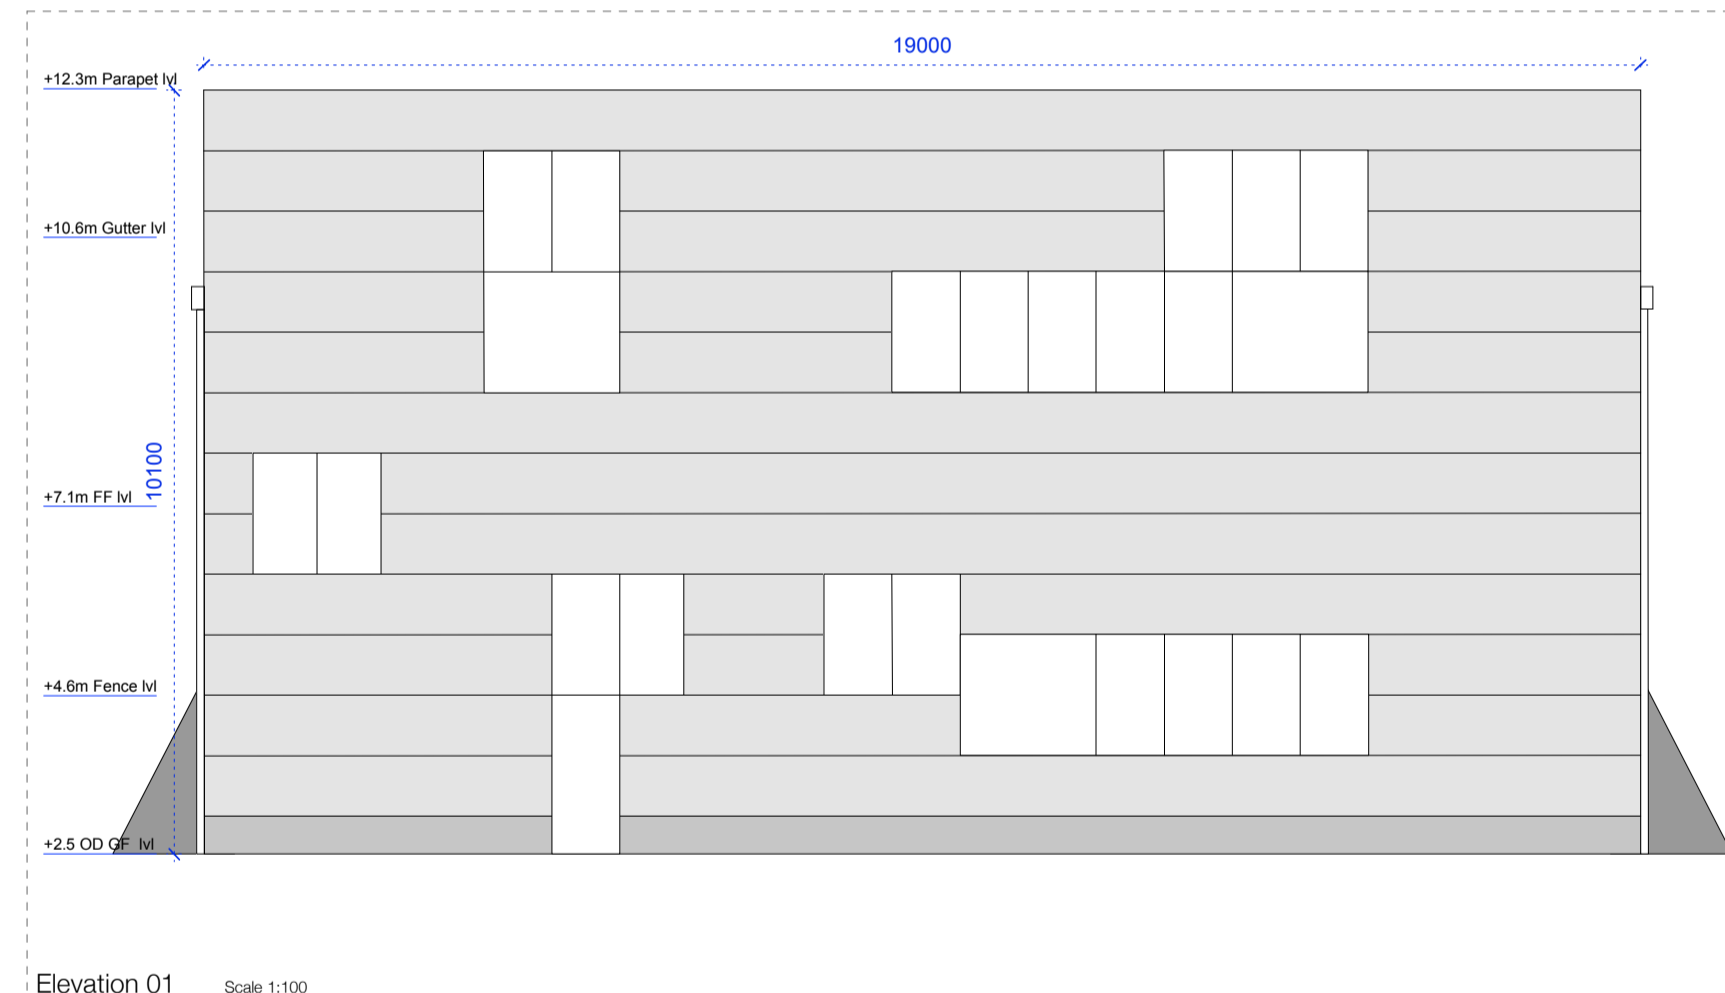 19000
+12.3m Parapet lvl
+10.6m Gutter lvl
10100
+7.1m FF lvl
+4.6m Fence lvl
+2.5 OD GF lvl
Elevation 01 Scale 1:100